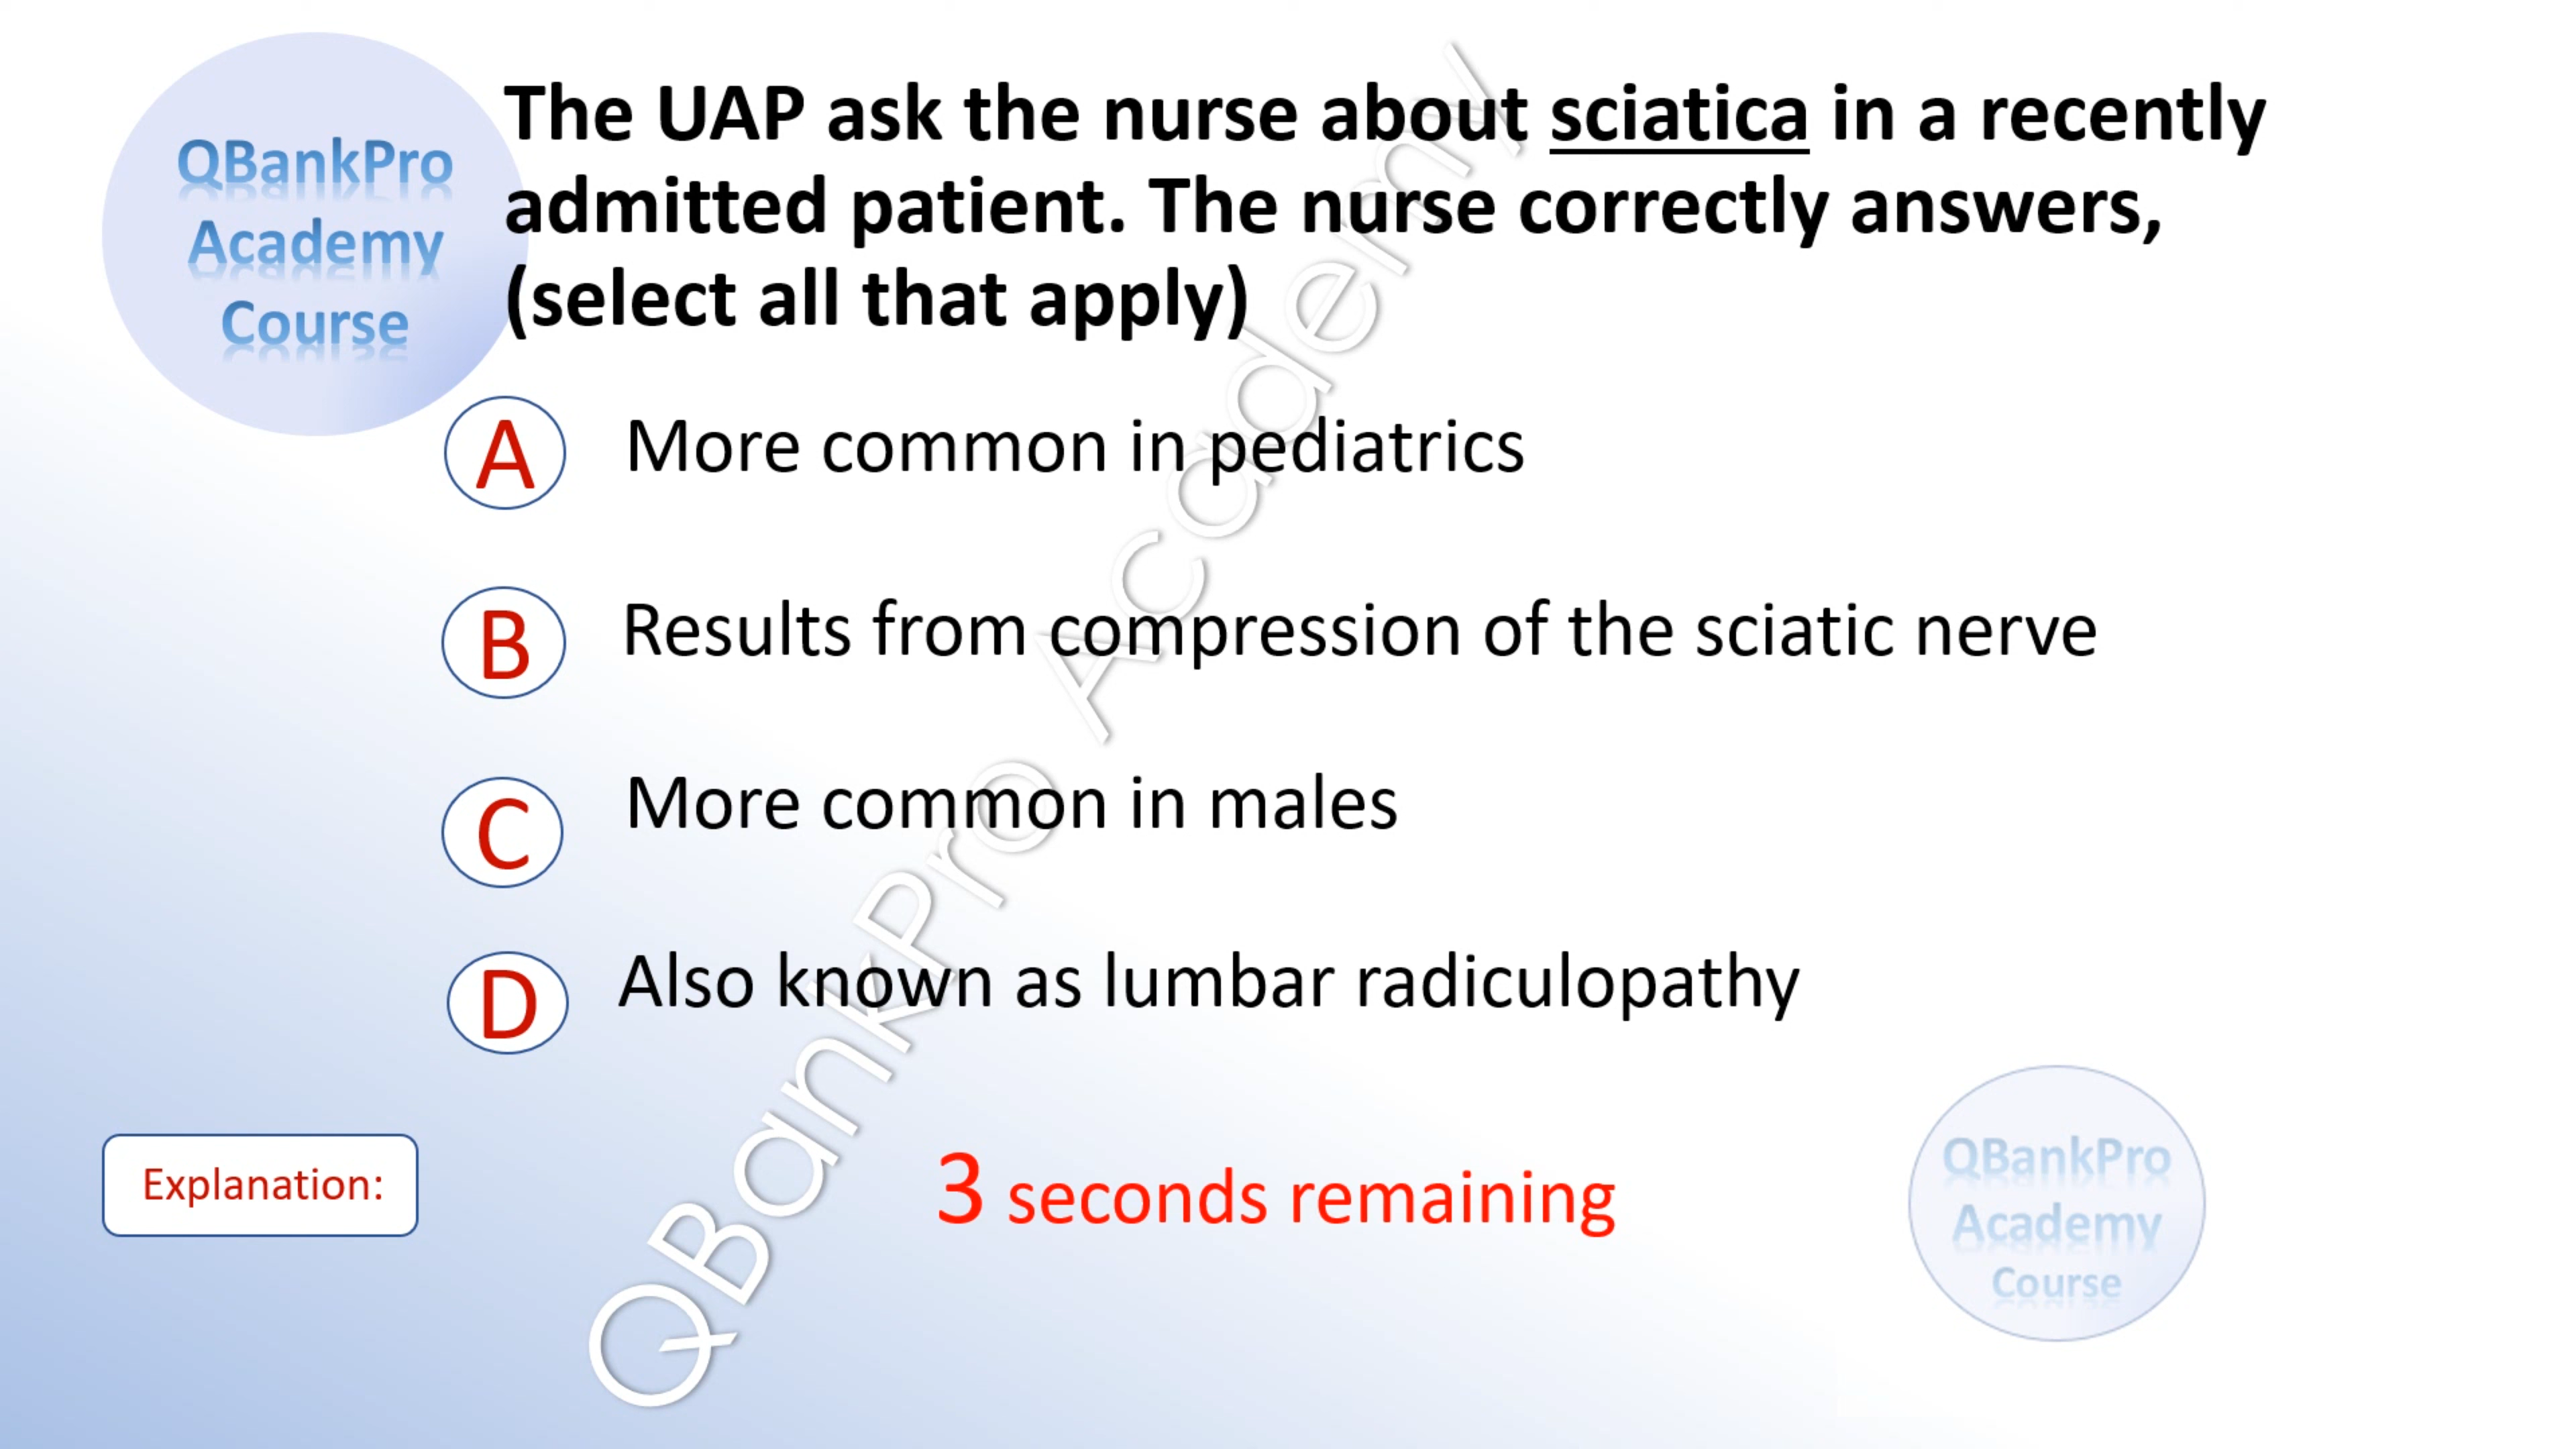 QBankPro
Academy
Course
The UAP ask the nurse about sciatica in a recently
admitted patient. The nurse correctly answers,
(select all that apply)
A More common in pediatrics
B Results from compression of the sciatic nerve
C More common in males
D Also known as lumbar radiculopathy
Explanation:
3 seconds remaining
QBankPro
Academy
Course
QBankPro Academy